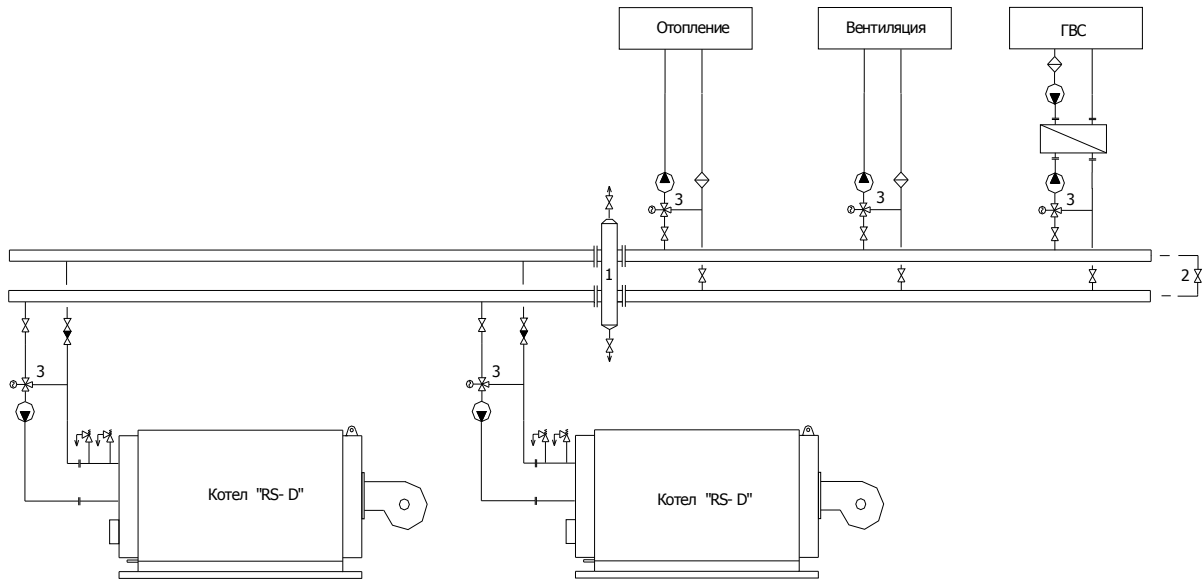 Отопление
Вентиляция
ГВС
3
3
3
1
2
3
3
Котел "RS- D"
Котел "RS- D"